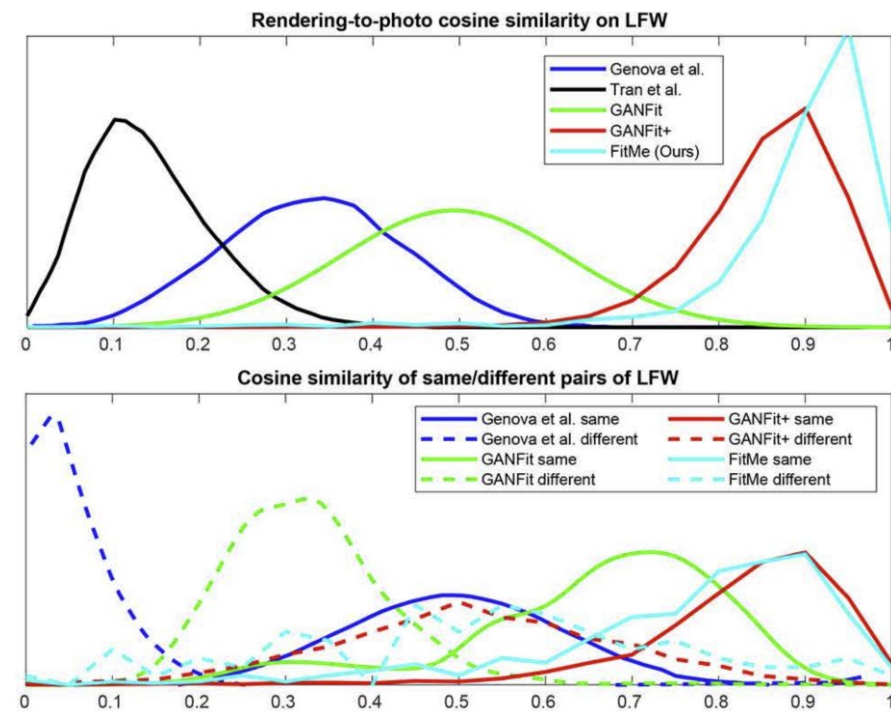 Rendering-to-photo cosine similarity on LFW
Genova et al.
Tran et al.
GANFit
GANFit+
FitMe (Ours)
0 0.1 0.2 0.3 0.4 0.5 0.6 0.7 0.8 0.9 1
Cosine similarity of same/different pairs of LFW
Genova et al. same
Genova et al. different
GANFit same
GANFit different
GANFit+ same
GANFit+ different
FitMe same
FitMe different
0 0.1 0.2 0.3 0.4 0.5 0.6 0.7 0.8 0.9 1